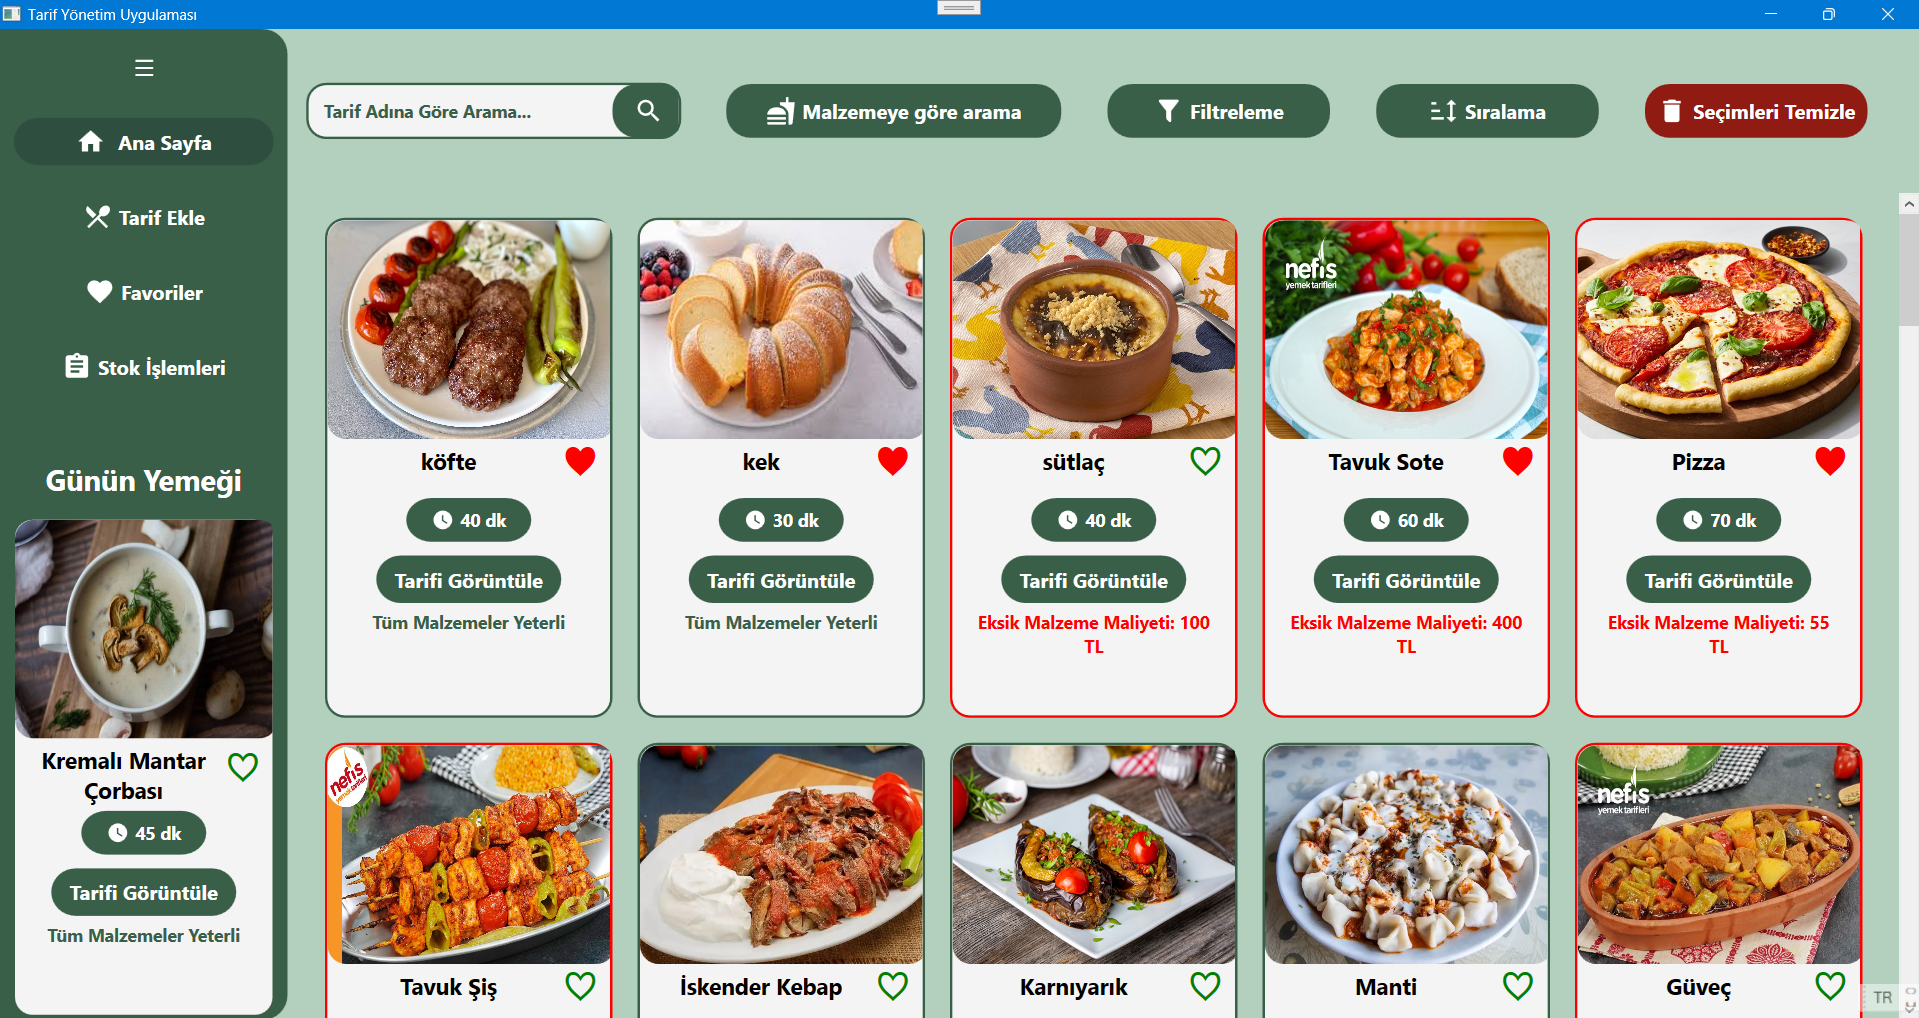 Tarif Yönetim Uygulaması
Ana Sayfa
Tarif Ekle
Favoriler
Stok İşlemleri
Günün Yemeği
Kremalı Mantar
Çorbası
45 dk
Tarifi Görüntüle
Tüm Malzemeler Yeterli
Tarif Adına Göre Arama...
Malzemeye göre arama
Filtreleme
Sıralama
Seçimleri Temizle
köfte
40 dk
Tarifi Görüntüle
Tüm Malzemeler Yeterli
kek
30 dk
Tarifi Görüntüle
Tüm Malzemeler Yeterli
sütlaç
40 dk
Tarifi Görüntüle
Eksik Malzeme Maliyeti: 100
TL
nefis
yemek tarifleri
Tavuk Sote
60 dk
Tarifi Görüntüle
Eksik Malzeme Maliyeti: 400
TL
Pizza
70 dk
Tarifi Görüntüle
Eksik Malzeme Maliyeti: 55
TL
nefis
yemek tarifleri
Tavuk Şiş
İskender Kebap
Karnıyarık
Manti
nefis
yemek tarifleri
Güveç
TR